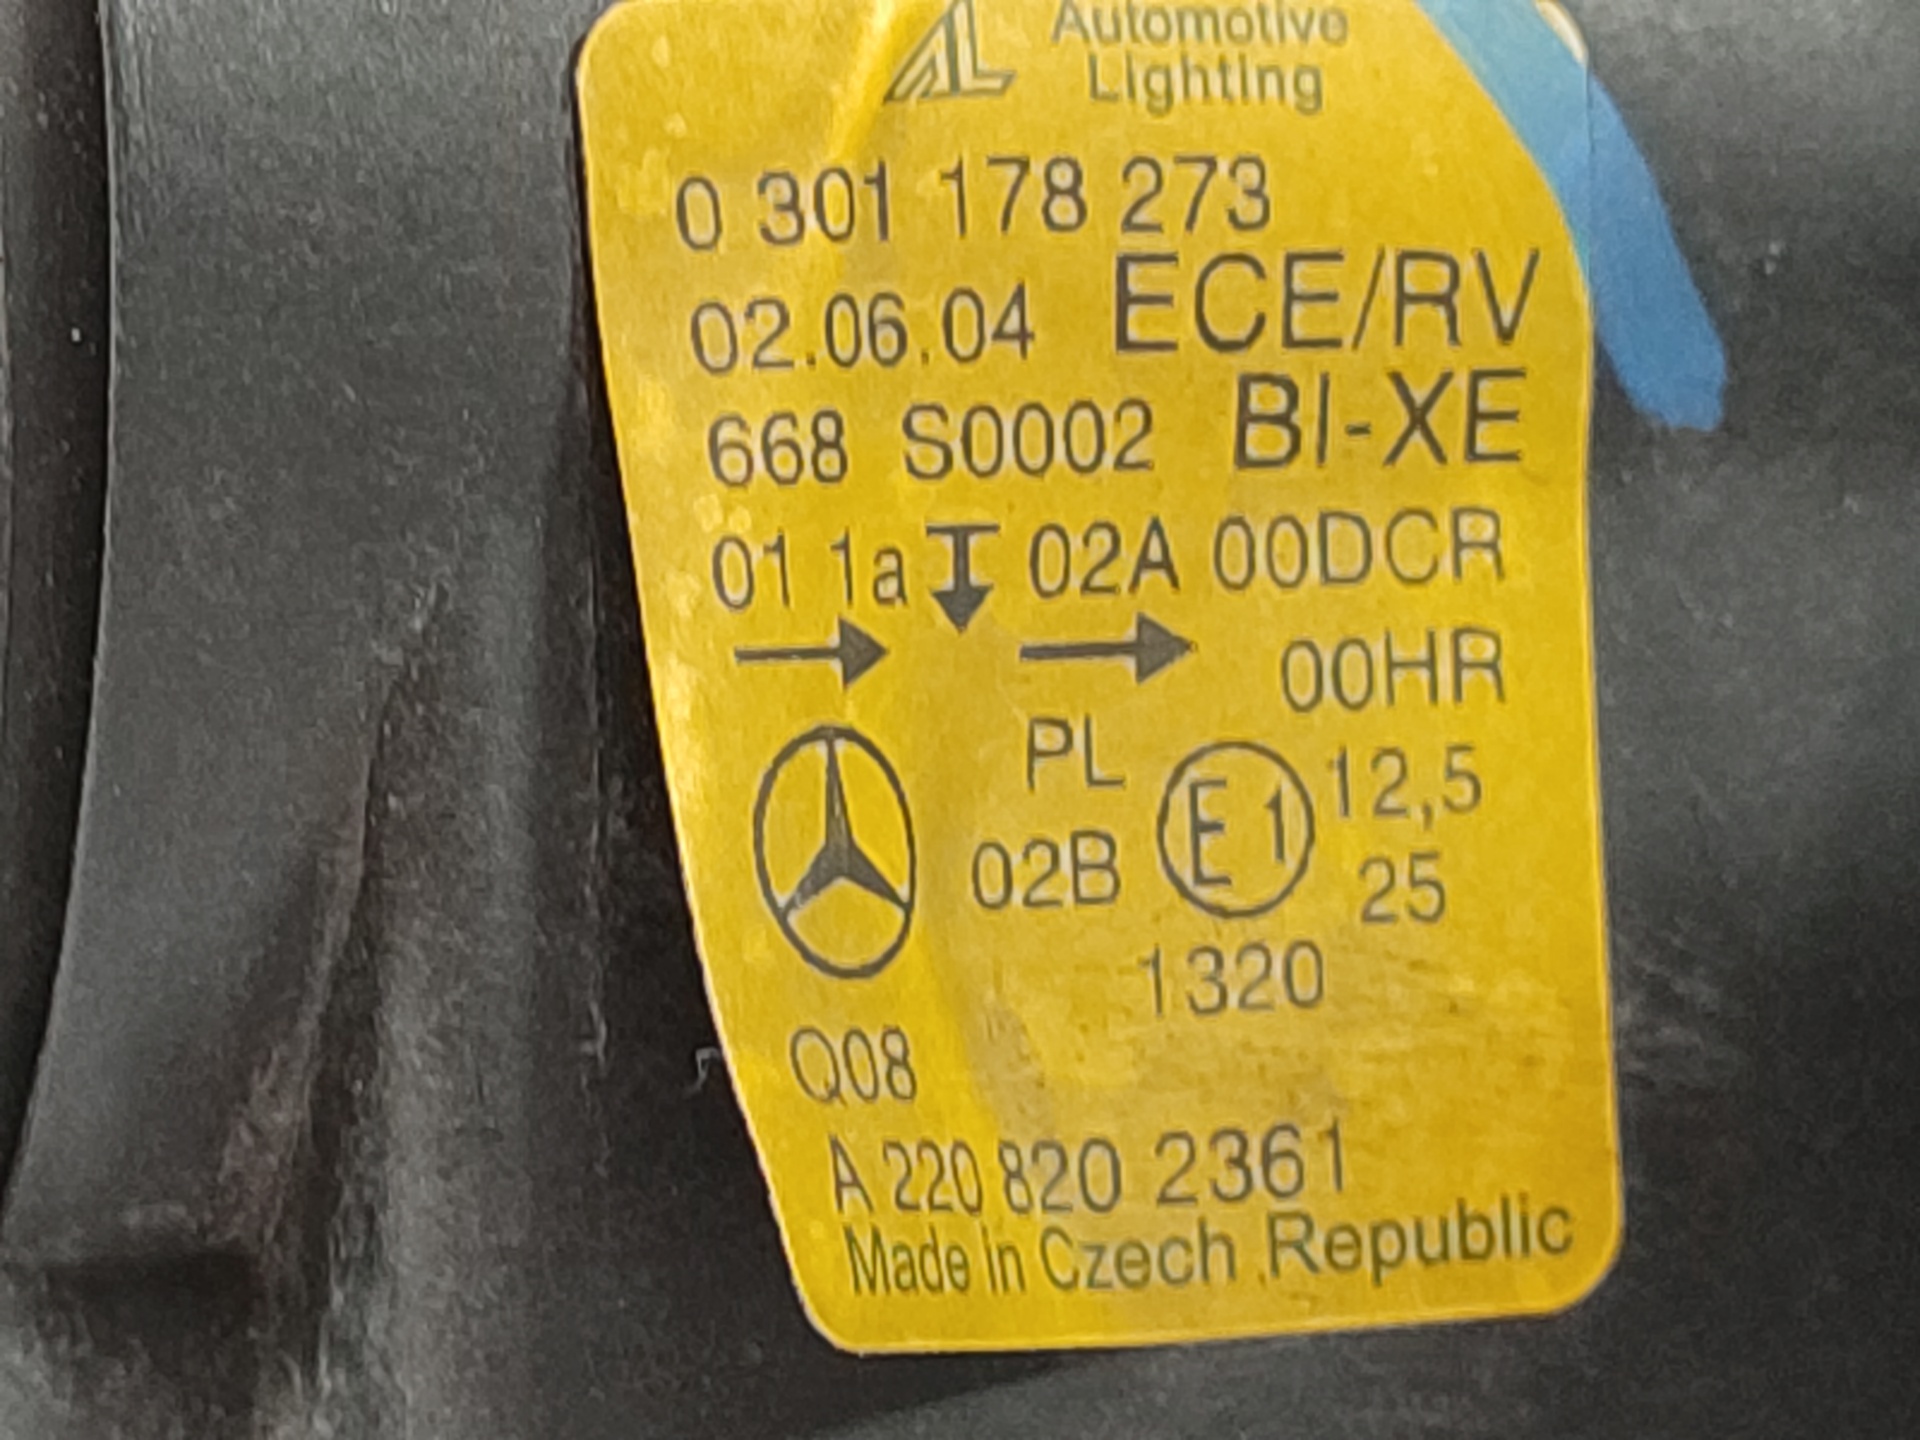 AL Automotive
Lighting
0 301 178 273
02.06.04 ECE/RV
668 S0002 BI-XE
01 1a 02A 00DCR
00HR
PL
02B E1 12,5
25
1320
Q08
A 220 820 2361
Made in Czech Republic